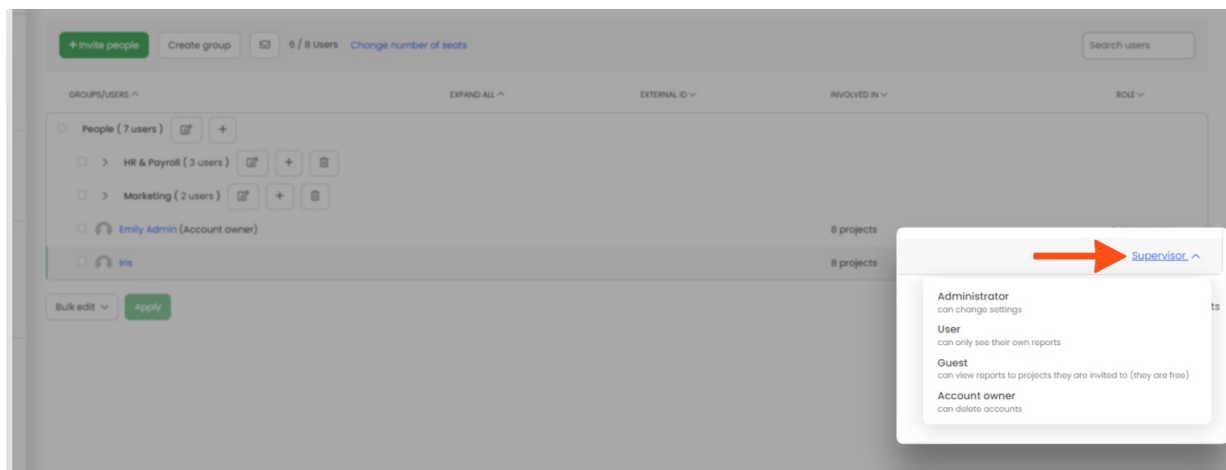 + Invite people Create group 6 / 8 Users Change number of seats Search users
GROUPS/USERS EXPAND ALL EXTERNAL ID INVOLVED IN ROLE
People ( 7 users ) +
HR & Payroll ( 3 users ) +
Marketing ( 2 users ) +
Emily Admin (Account owner) 8 projects
Iris 8 projects Supervisor
Bulk edit Apply
Administrator
can change settings
User
can only see their own reports
Guest
can view reports to projects they are invited to (they are free)
Account owner
can delete accounts
ts